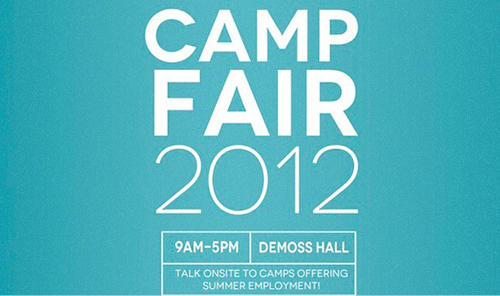 CAMP
FAIR
2012
9AM–5PM DEMOSS HALL
TALK ONSITE TO CAMPS OFFERING
SUMMER EMPLOYMENT!